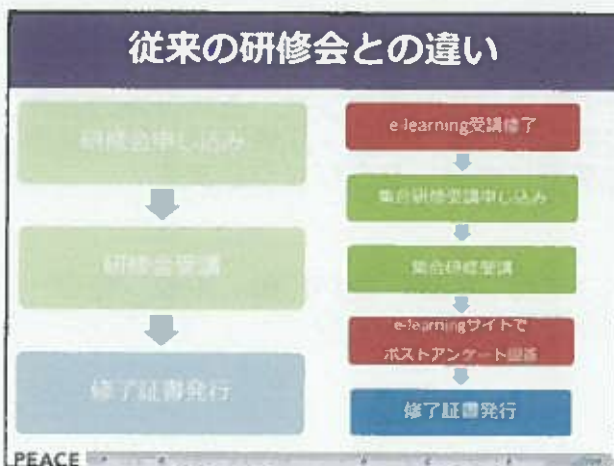 従来の研修会との違い
研修会申し込み
研修会受講
修了証書発行
e-learning受講修了
集合研修受講申し込み
集合研修受講
e-learningサイトで
ポストアンケート回答
修了証書発行
PEACE